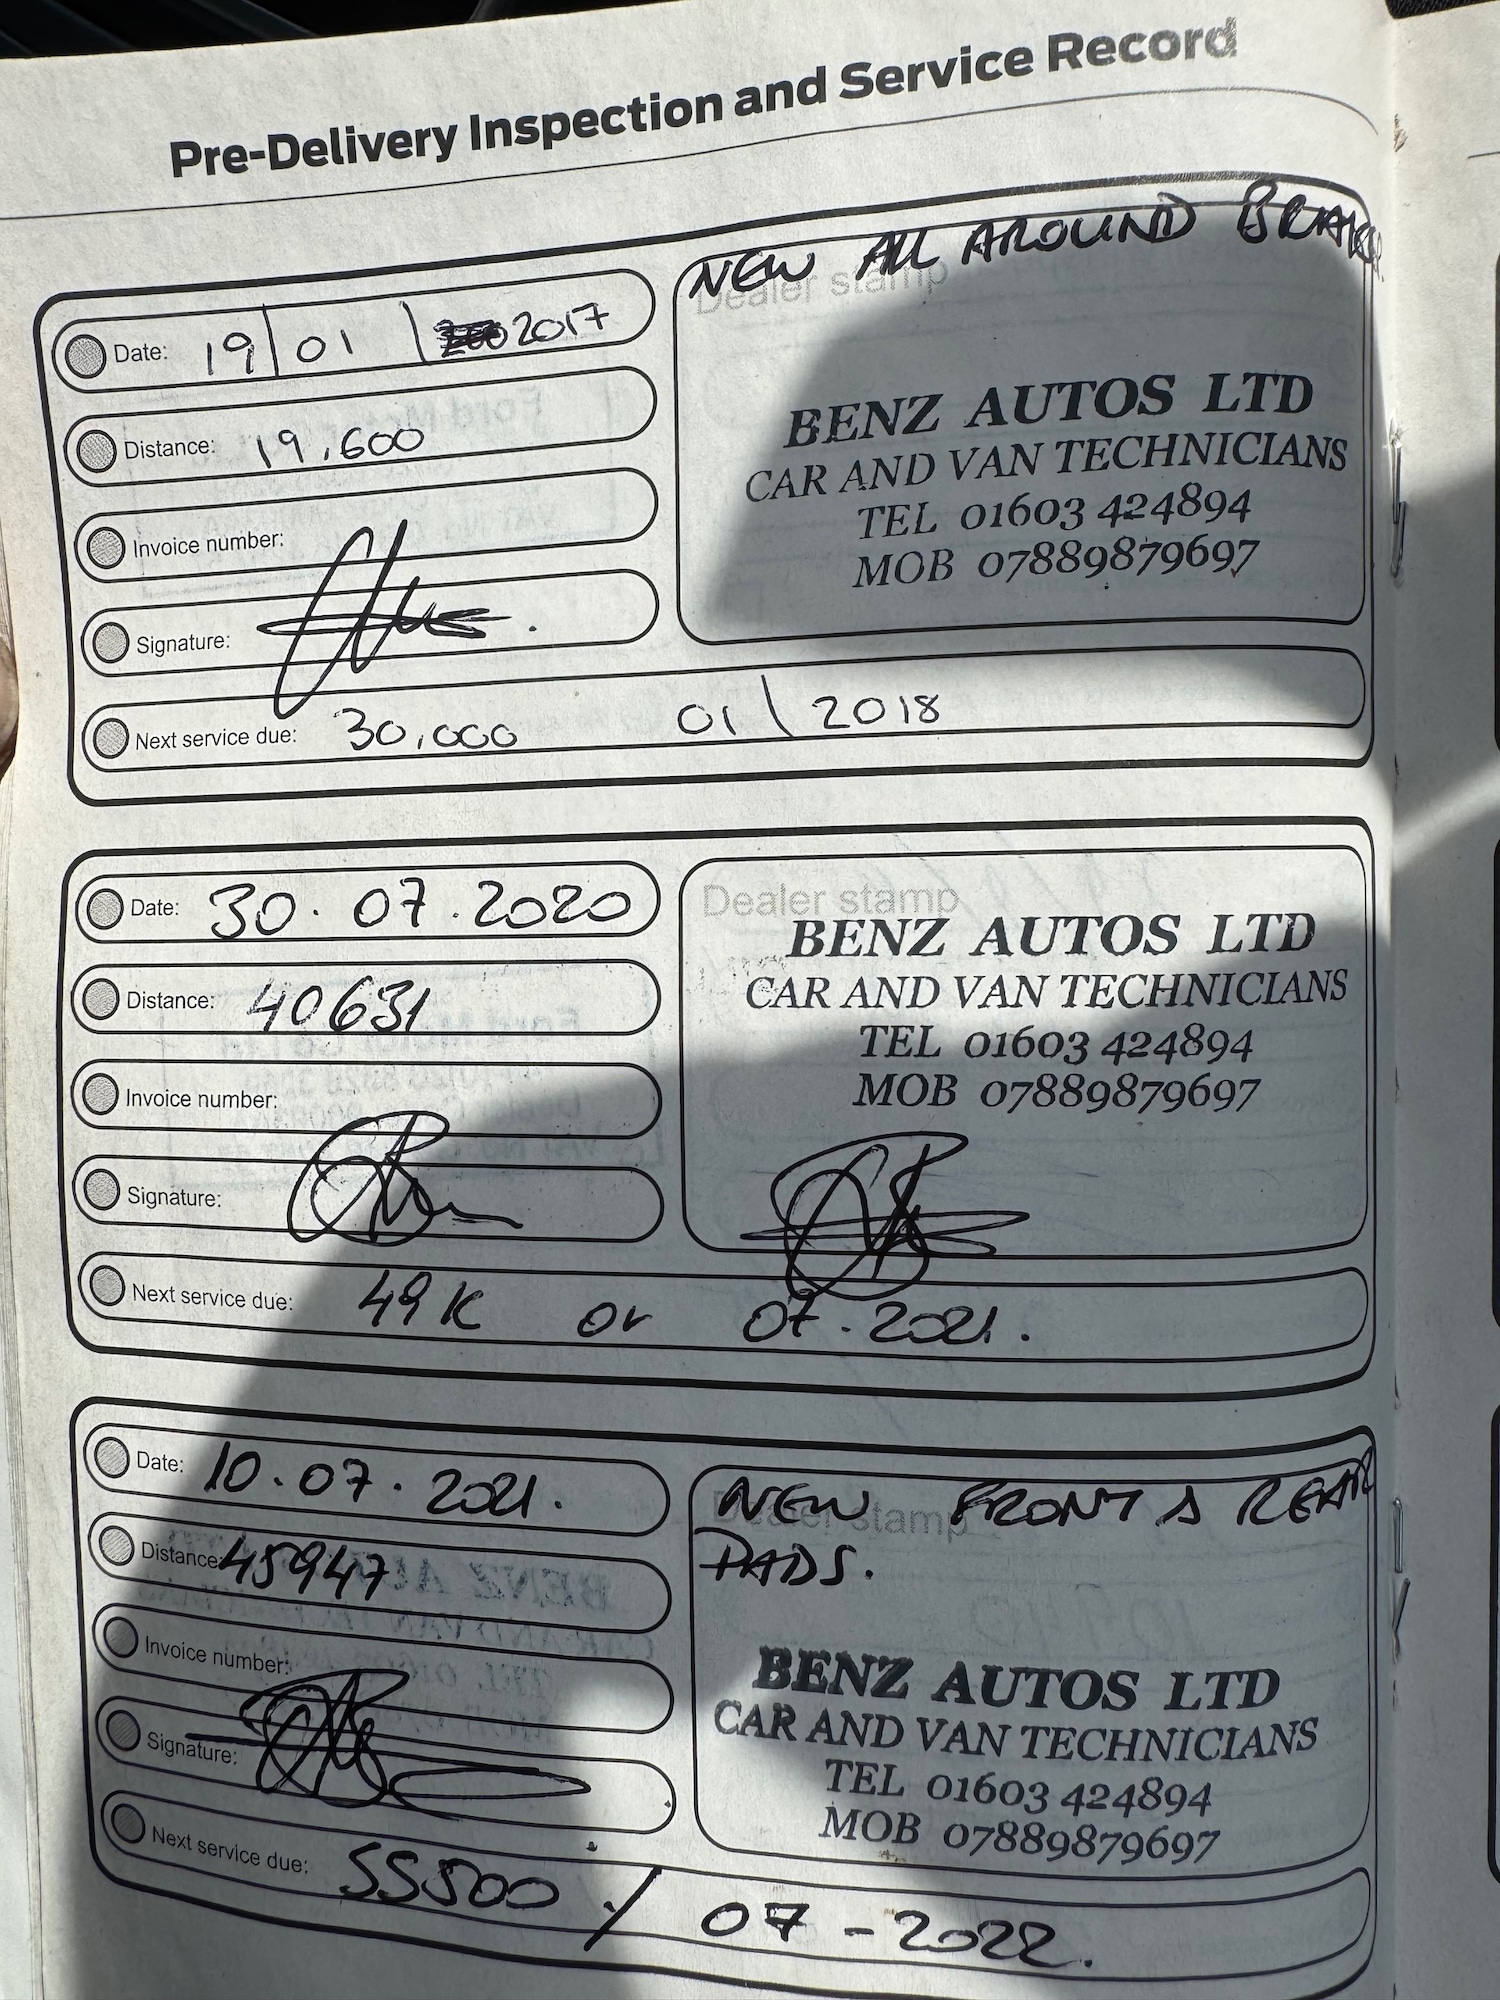 Pre-Delivery Inspection and Service Record
NEW ALL AROUND BRAKES
Dealer stamp
Date: 19/01/2017
Distance: 19,600
Invoice number:
Signature:
BENZ AUTOS LTD
CAR AND VAN TECHNICIANS
TEL 01603 424894
MOB 07889879697
Next service due: 30,000 01/2018
Date: 30.07.2020
Distance: 40631
Invoice number:
Signature:
Dealer stamp
BENZ AUTOS LTD
CAR AND VAN TECHNICIANS
TEL 01603 424894
MOB 07889879697
Next service due: 49K or 07.2021.
Date: 10.07.2021.
Distance: 45947
Invoice number:
Signature:
NEW FRONT & REAR
Dealer stamp
PADS.
BENZ AUTOS LTD
CAR AND VAN TECHNICIANS
TEL 01603 424894
MOB 07889879697
Next service due: 55500 / 07-2022.